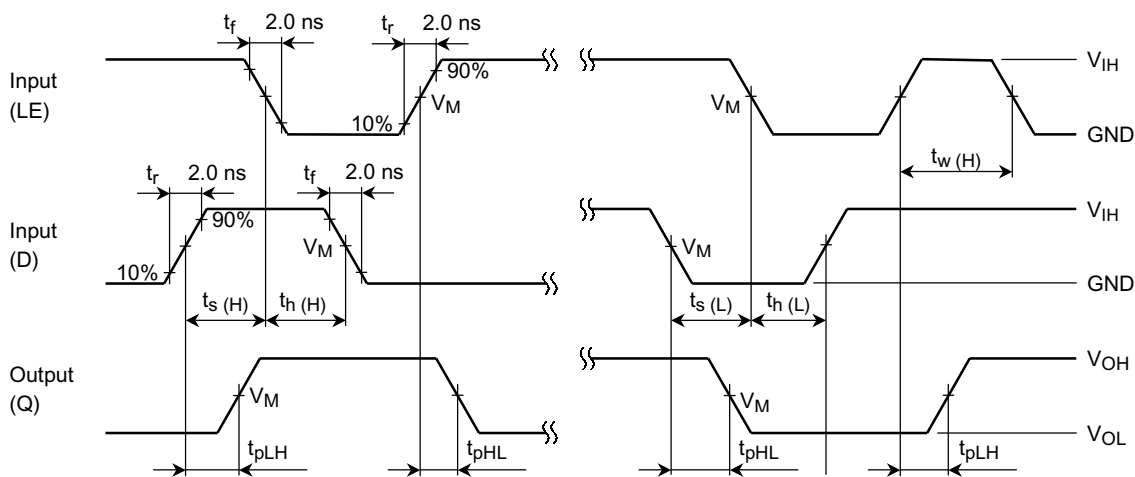 tf 2.0 ns tr 2.0 ns
Input
(LE)
90%
VM
10%
VM
VIH
GND
tw (H)
tr 2.0 ns tf 2.0 ns
Input
(D)
90%
VM
10%
VM
VIH
GND
ts (H) th (H) ts (L) th (L)
Output
(Q)
VM
VM
VOH
VOL
tpLH tpHL tpHL tpLH